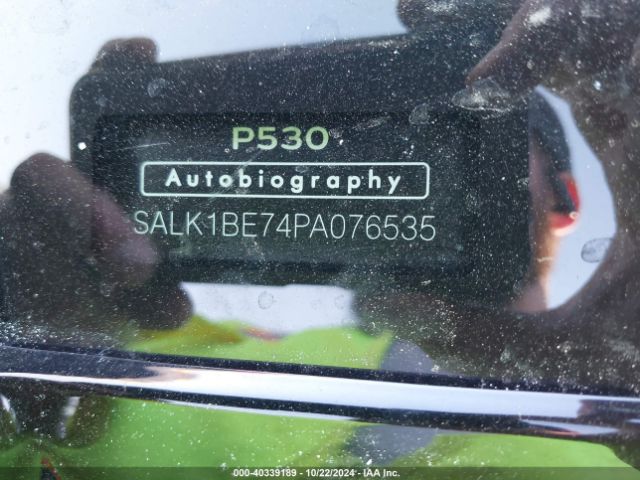 P530
Autobiography
SALK1BE74PA076535
000-40339189 - 10/22/2024 - IAA Inc.